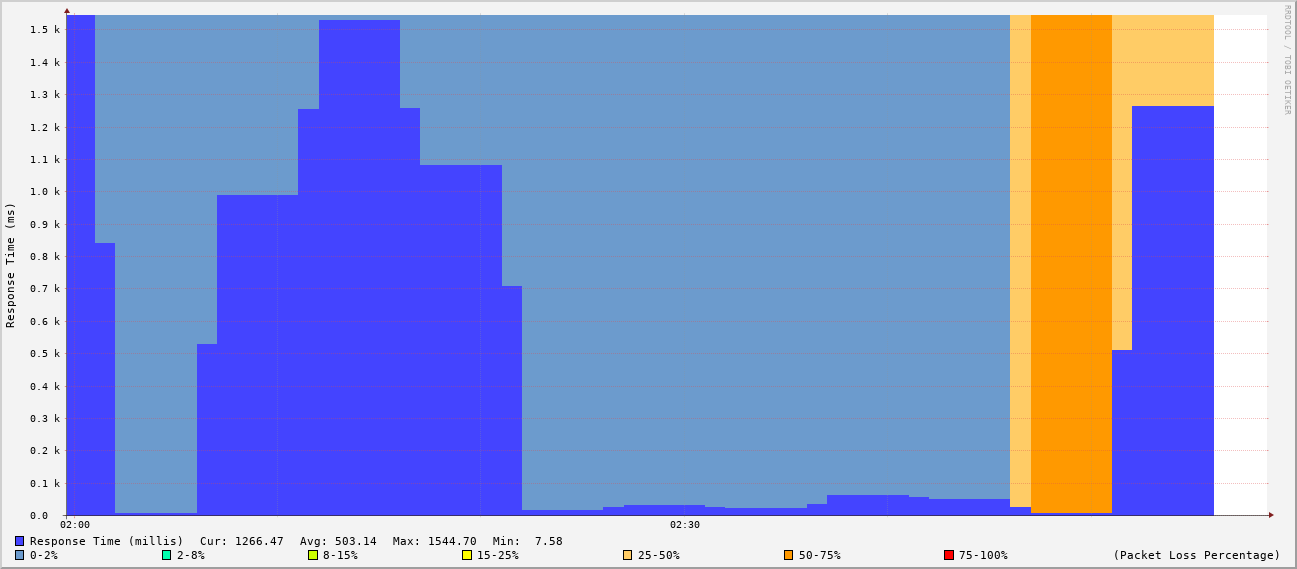 RRDTOOL / TOBI OETIKER
Response Time (ms)
1.5 k
1.4 k
1.3 k
1.2 k
1.1 k
1.0 k
0.9 k
0.8 k
0.7 k
0.6 k
0.5 k
0.4 k
0.3 k
0.2 k
0.1 k
0.0
02:00 02:30
Response Time (millis) Cur: 1266.47 Avg: 503.14 Max: 1544.70 Min: 7.58
0-2% 2-8% 8-15% 15-25% 25-50% 50-75% 75-100% (Packet Loss Percentage)